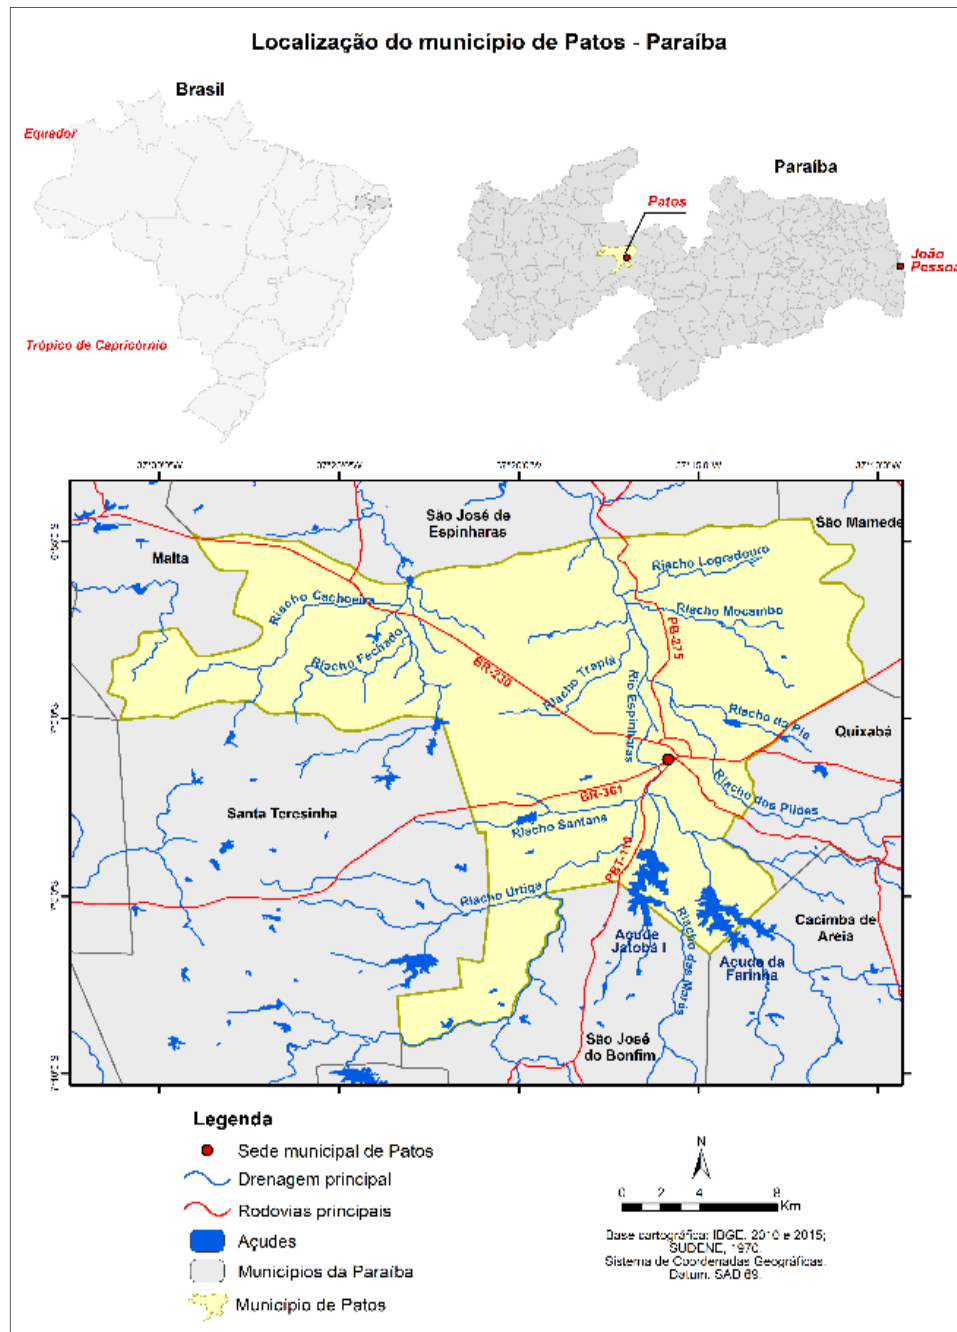 Localização do município de Patos - Paraíba
Brasil
Equador
Paraíba
Patos
João
Pessoa
Trópico de Capricórnio
São José de
Espinharas
São Mamede
Malta
Riacho Logradouro
Riacho Cachoeira
Riacho Mocambo
PB-275
Riacho Fechado
BR-230
Riacho Trapiá
Rio Espinharas
Riacho da Pia
Quixabá
BR-361
Riacho dos Pilões
Santa Teresinha
Riacho Santana
PBT-110
Riacho Urtiga
Cacimba de
Areia
Açude
Jatobá I
Riacho das Marás
Açude da
Farinha
São José
do Bonfim
Legenda
Sede municipal de Patos
Drenagem principal
Rodovias principais
Açudes
Municípios da Paraíba
Município de Patos
N
0 2 4 8
Km
Base cartográfica: IBGE, 2010 e 2015;
SUDENE, 1970.
Sistema de Coordenadas Geográficas.
Datum. SAD 69.